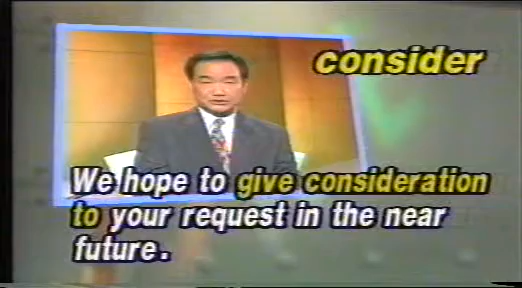 consider
We hope to give consideration
to your request in the near
future.